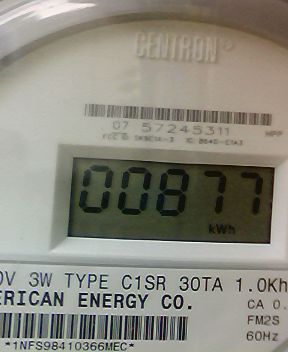 CENTRON®
07 57245311
HPP
00877
kWh
0V 3W TYPE C1SR 30TA 1.0Kh
ERICAN ENERGY CO.
CA 0.
FM2S
60Hz
*1NFS98410366MEC*